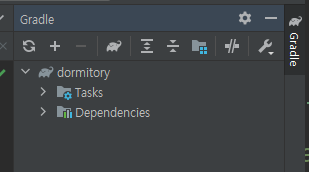 Gradle
dormitory
Tasks
Dependencies
Gradle